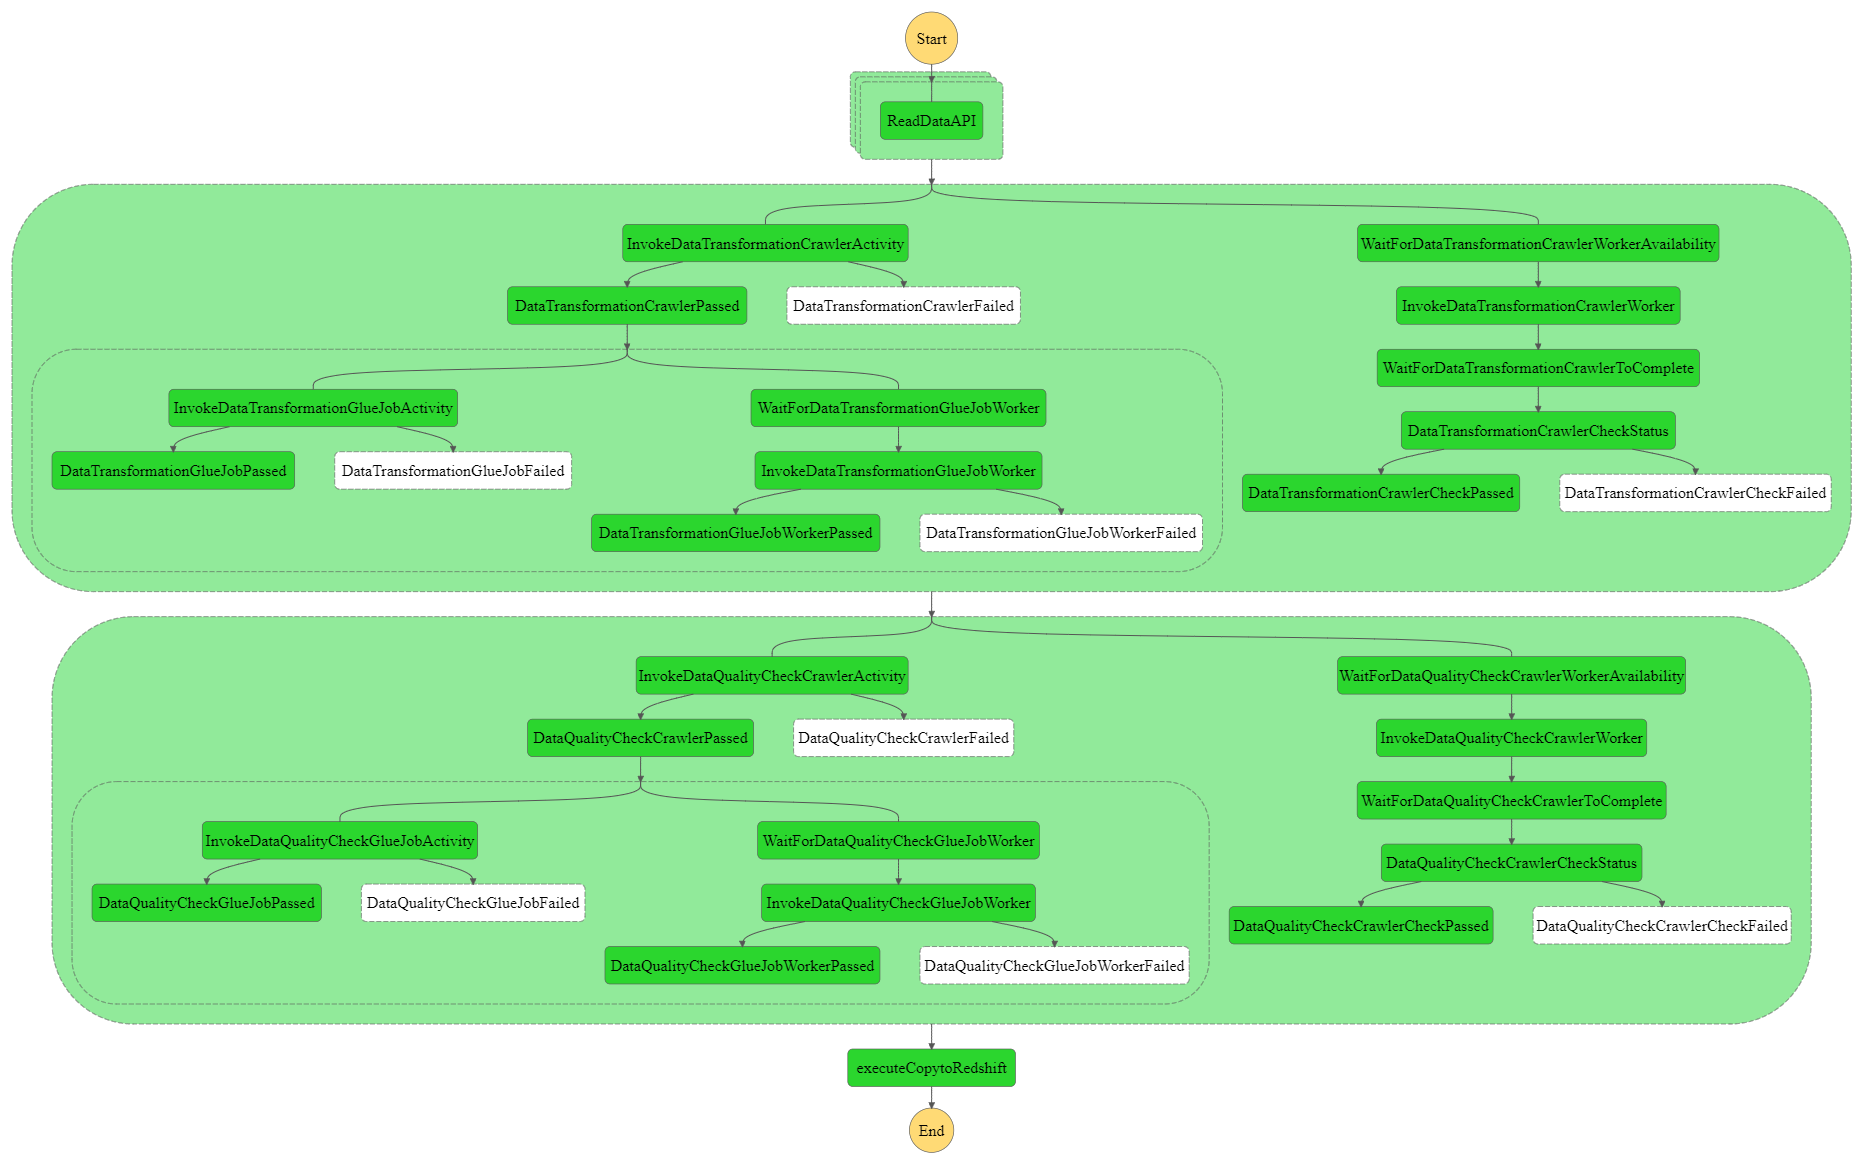 Start
ReadDataAPI
InvokeDataTransformationCrawlerActivity
WaitForDataTransformationCrawlerWorkerAvailability
DataTransformationCrawlerPassed
DataTransformationCrawlerFailed
InvokeDataTransformationCrawlerWorker
WaitForDataTransformationCrawlerToComplete
InvokeDataTransformationGlueJobActivity
WaitForDataTransformationGlueJobWorker
DataTransformationCrawlerCheckStatus
DataTransformationGlueJobPassed
DataTransformationGlueJobFailed
InvokeDataTransformationGlueJobWorker
DataTransformationCrawlerCheckPassed
DataTransformationCrawlerCheckFailed
DataTransformationGlueJobWorkerPassed
DataTransformationGlueJobWorkerFailed
InvokeDataQualityCheckCrawlerActivity
WaitForDataQualityCheckCrawlerWorkerAvailability
DataQualityCheckCrawlerPassed
DataQualityCheckCrawlerFailed
InvokeDataQualityCheckCrawlerWorker
WaitForDataQualityCheckCrawlerToComplete
InvokeDataQualityCheckGlueJobActivity
WaitForDataQualityCheckGlueJobWorker
DataQualityCheckCrawlerCheckStatus
DataQualityCheckGlueJobPassed
DataQualityCheckGlueJobFailed
InvokeDataQualityCheckGlueJobWorker
DataQualityCheckCrawlerCheckPassed
DataQualityCheckCrawlerCheckFailed
DataQualityCheckGlueJobWorkerPassed
DataQualityCheckGlueJobWorkerFailed
executeCopytoRedshift
End